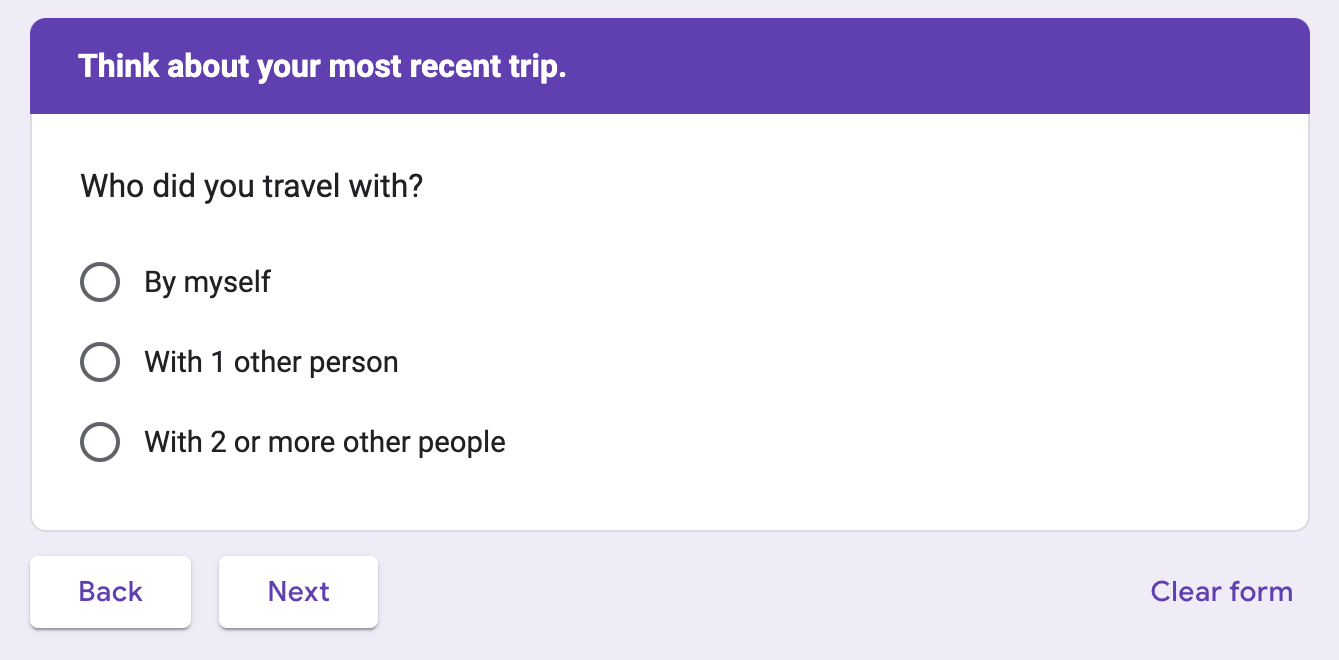 Think about your most recent trip.
Who did you travel with?
By myself
With 1 other person
With 2 or more other people
Back
Next
Clear form